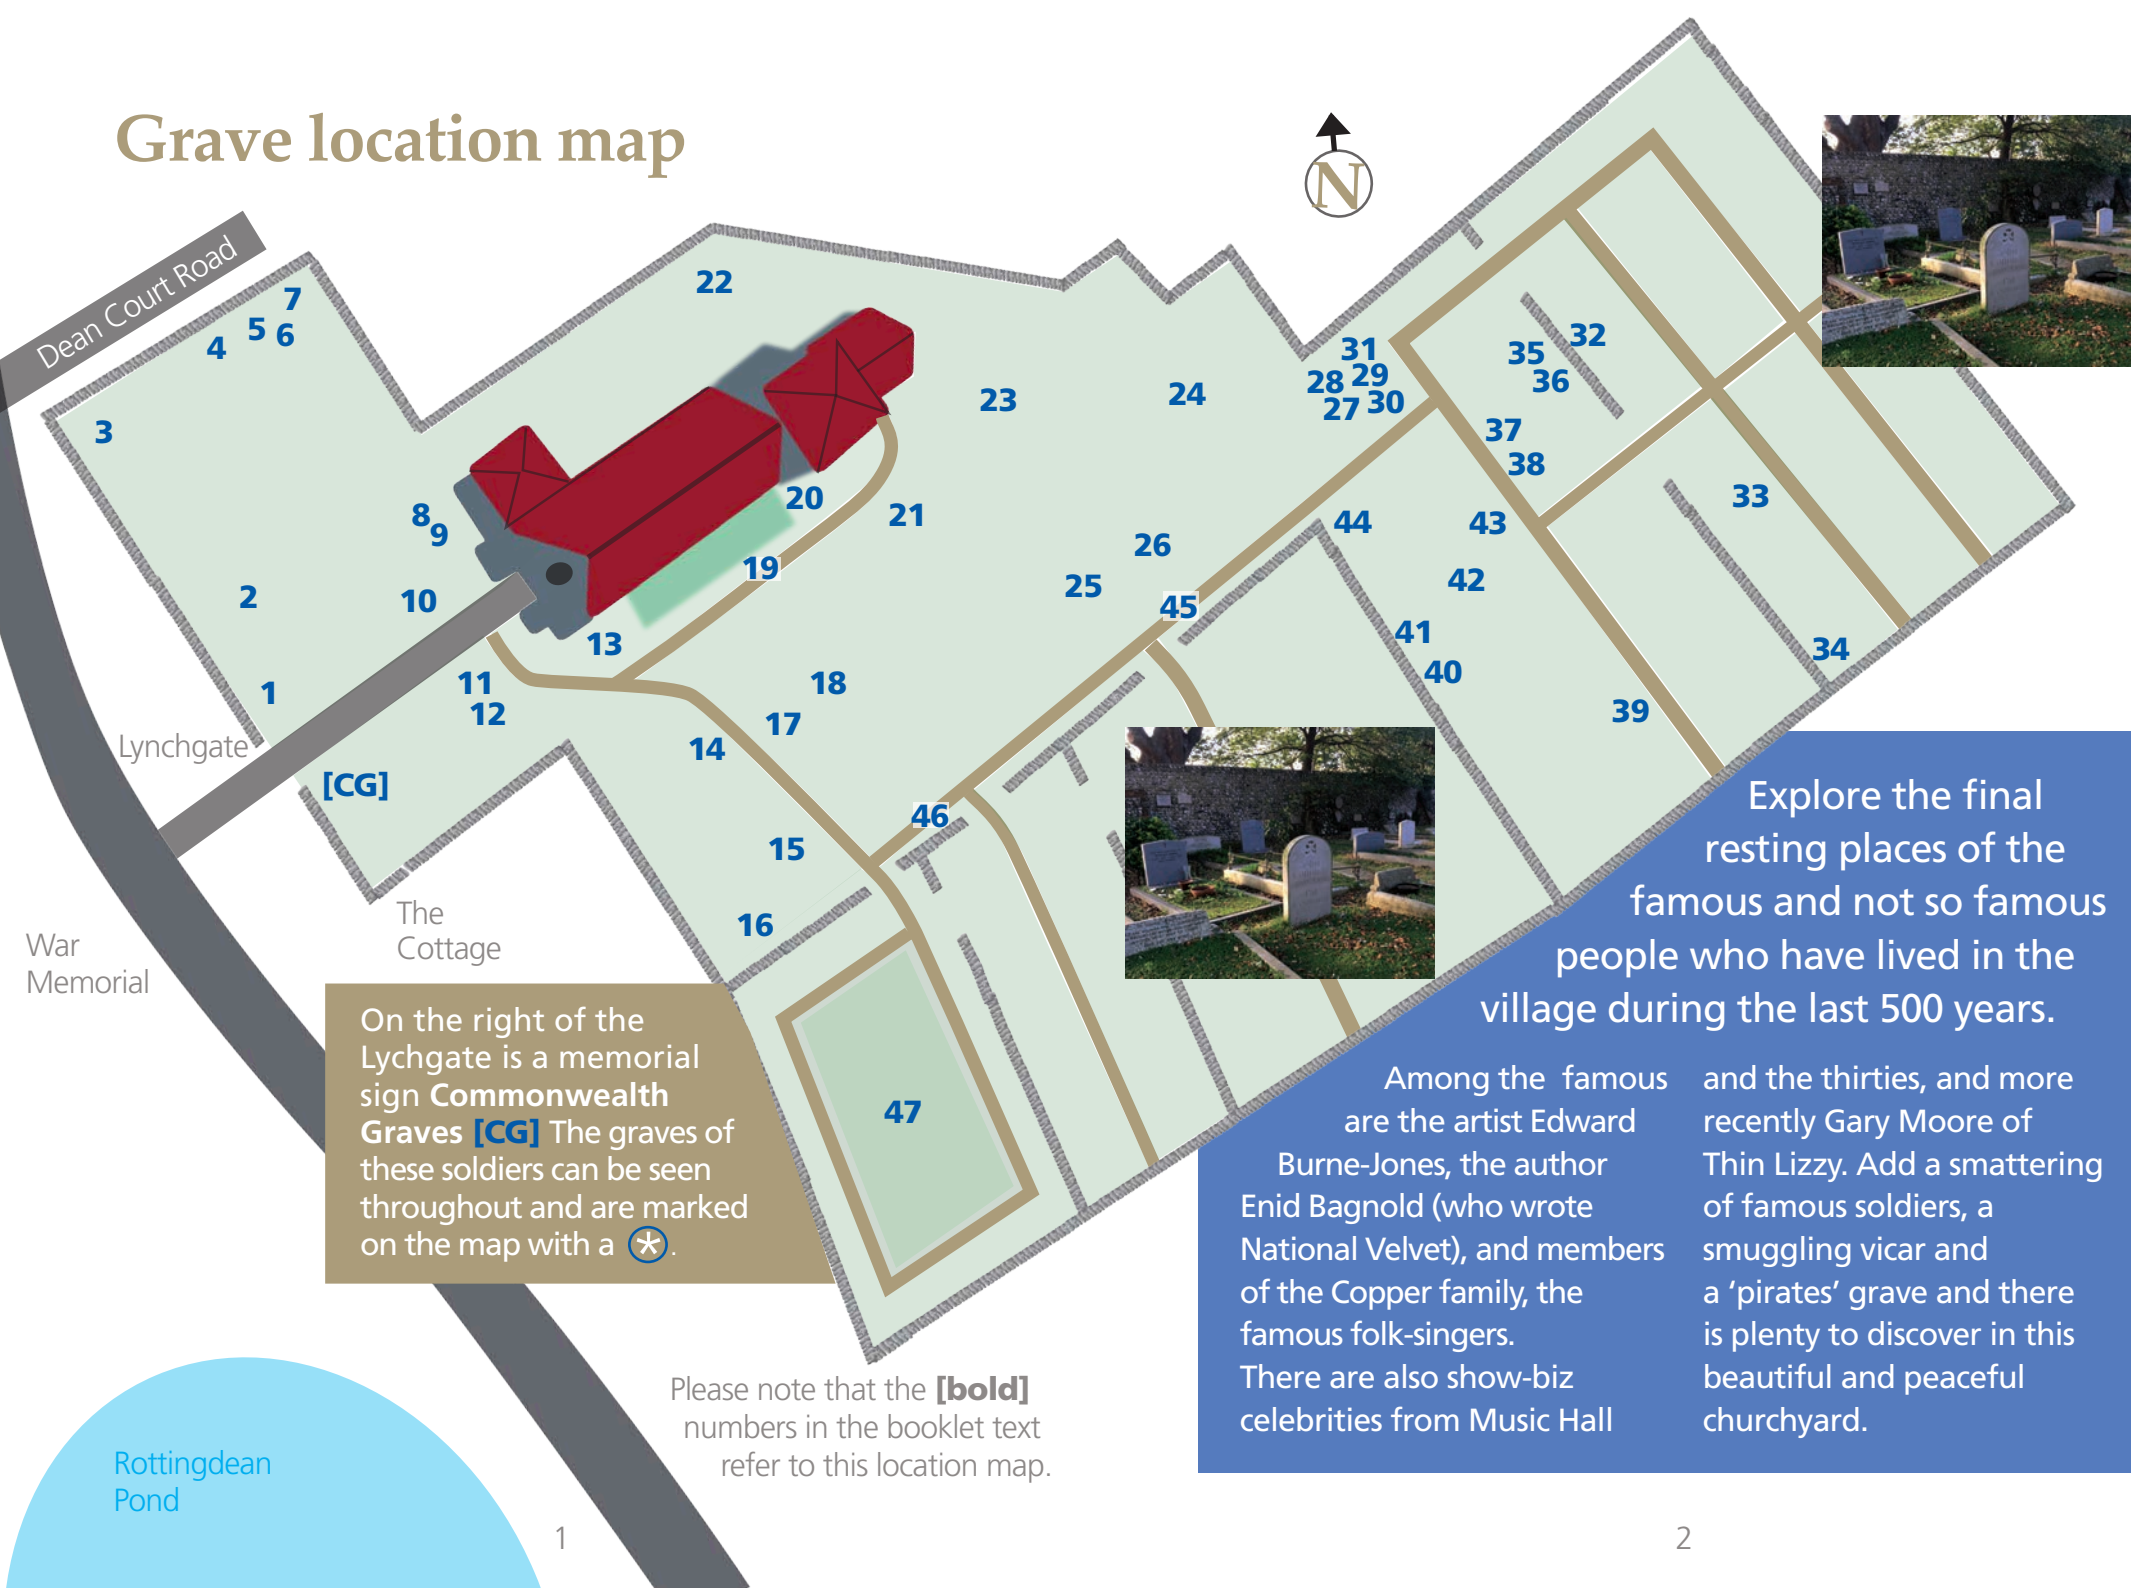 Grave location map
N
Dean Court Road
7
5
6
4
3
22
31
28
29
27
30
32
35
36
23
24
37
38
8
9
20
21
33
44
43
2
10
19
26
25
42
45
13
41
34
1
11
12
18
17
14
40
39
Lynchgate
[CG]
46
15
16
The
Cottage
War
Memorial
47
On the right of the
Lychgate is a memorial
sign Commonwealth
Graves [CG] The graves of
these soldiers can be seen
throughout and are marked
on the map with a *.
Please note that the [bold]
numbers in the booklet text
refer to this location map.
Rottingdean
Pond
1
Explore the final
resting places of the
famous and not so famous
people who have lived in the
village during the last 500 years.
Among the famous
are the artist Edward
Burne-Jones, the author
Enid Bagnold (who wrote
National Velvet), and members
of the Copper family, the
famous folk-singers.
There are also show-biz
celebrities from Music Hall
and the thirties, and more
recently Gary Moore of
Thin Lizzy. Add a smattering
of famous soldiers, a
smuggling vicar and
a ‘pirates’ grave and there
is plenty to discover in this
beautiful and peaceful
churchyard.
2